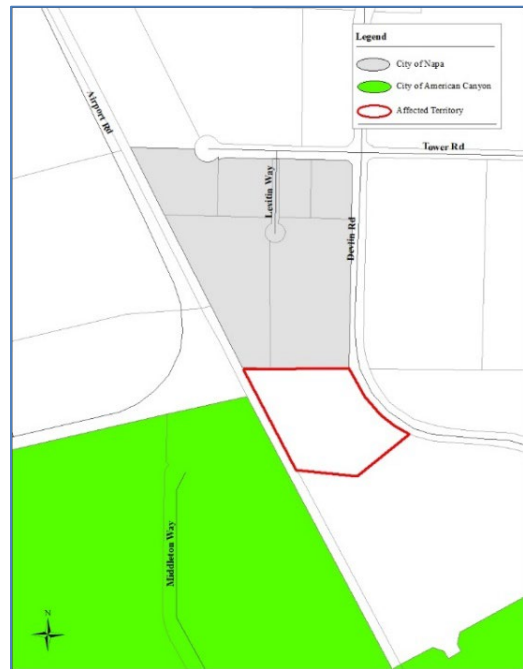 Legend
City of Napa
City of American Canyon
Affected Territory
Airport Rd
Tower Rd
Devlin Rd
Middleton Way
N